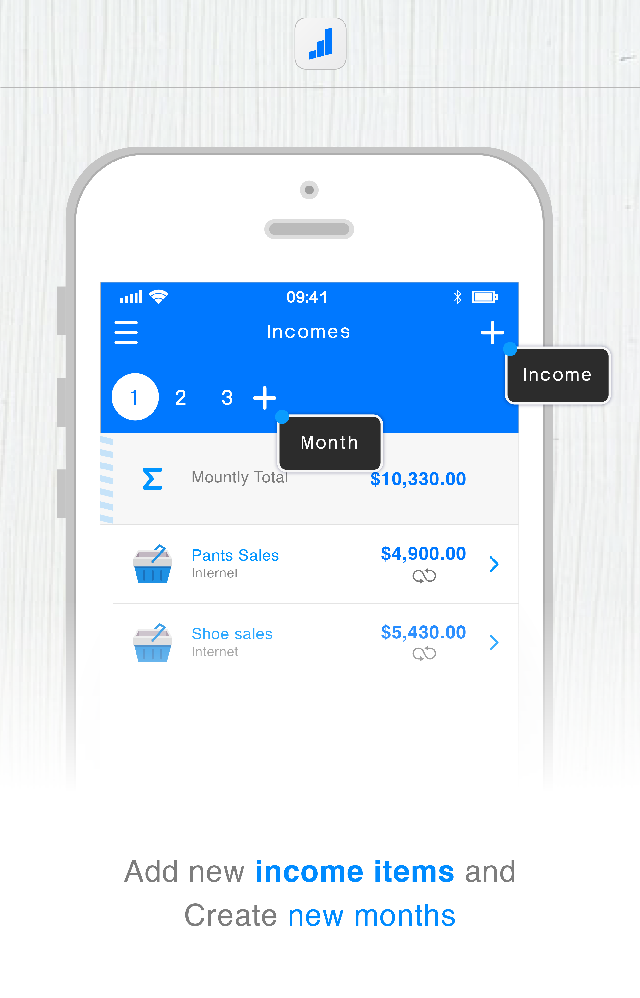 09:41
Incomes
Income
1 2 3
Month
Mountly Total $10,330.00
Pants Sales $4,900.00
Internet
Shoe sales $5,430.00
Internet
Add new income items and
Create new months